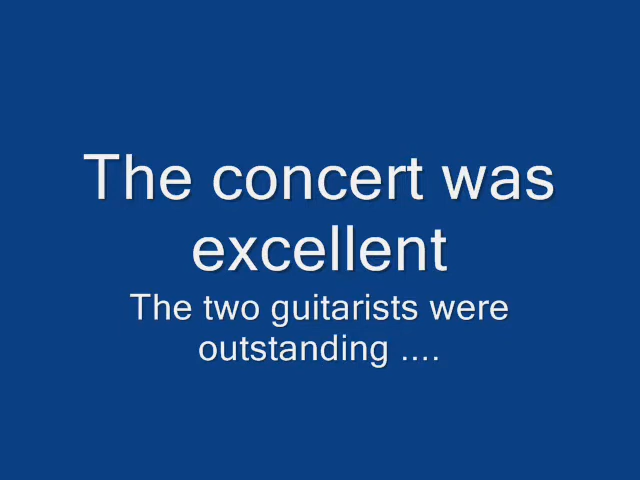 The concert was
excellent
The two guitarists were
outstanding ....